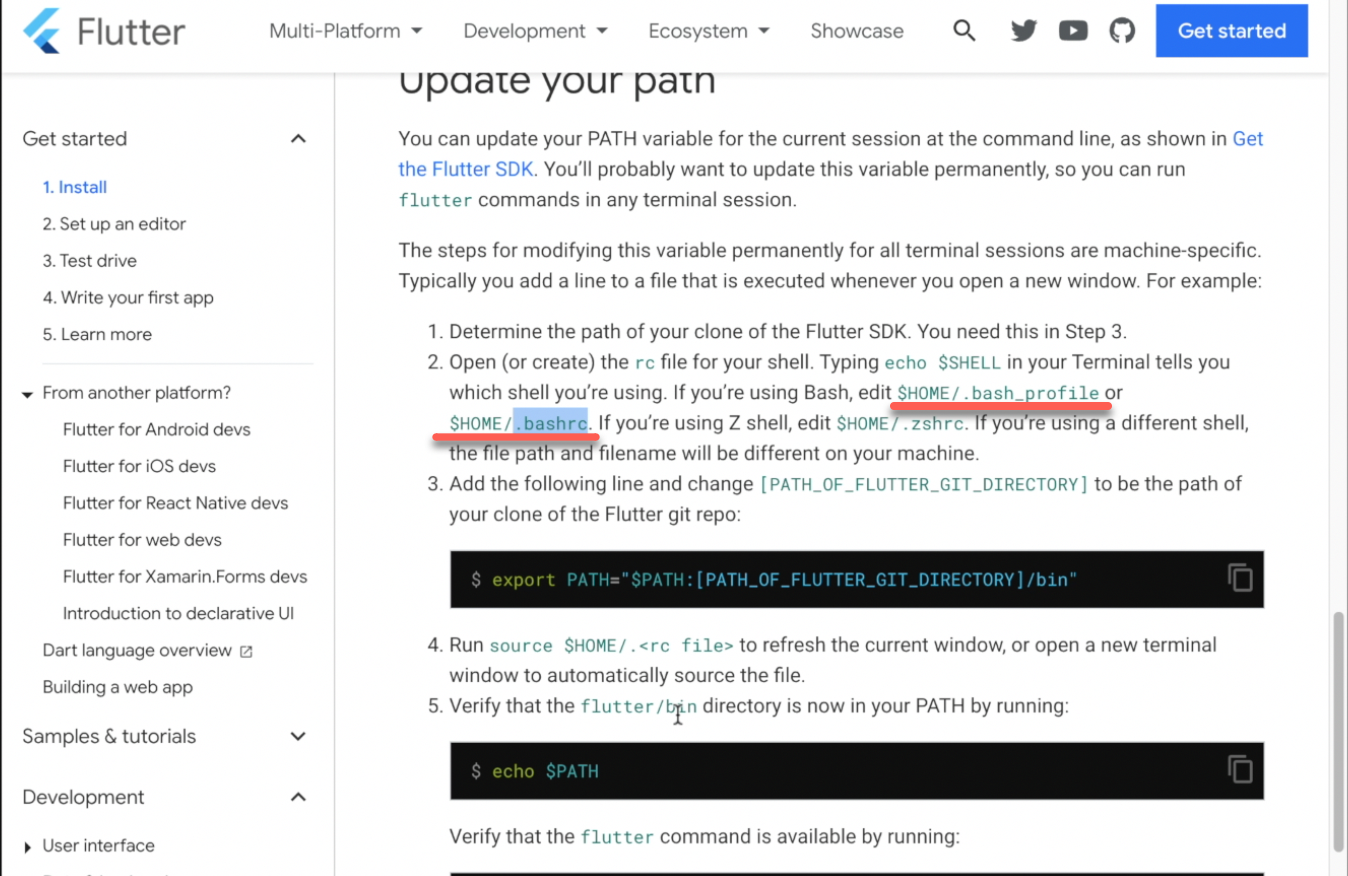 Flutter
Multi-Platform
Development
Ecosystem
Showcase
Get started
Get started
1. Install
2. Set up an editor
3. Test drive
4. Write your first app
5. Learn more
From another platform?
Flutter for Android devs
Flutter for iOS devs
Flutter for React Native devs
Flutter for web devs
Flutter for Xamarin.Forms devs
Introduction to declarative UI
Dart language overview
Building a web app
Samples & tutorials
Development
User interface
Update your path
You can update your PATH variable for the current session at the command line, as shown in Get
the Flutter SDK. You’ll probably want to update this variable permanently, so you can run
flutter commands in any terminal session.
The steps for modifying this variable permanently for all terminal sessions are machine-specific.
Typically you add a line to a file that is executed whenever you open a new window. For example:
1. Determine the path of your clone of the Flutter SDK. You need this in Step 3.
2. Open (or create) the rc file for your shell. Typing echo $SHELL in your Terminal tells you
which shell you’re using. If you’re using Bash, edit $HOME/.bash_profile or
$HOME/.bashrc. If you’re using Z shell, edit $HOME/.zshrc. If you’re using a different shell,
the file path and filename will be different on your machine.
3. Add the following line and change [PATH_OF_FLUTTER_GIT_DIRECTORY] to be the path of
your clone of the Flutter git repo:
$ export PATH="$PATH:[PATH_OF_FLUTTER_GIT_DIRECTORY]/bin"
4. Run source $HOME/.<rc file> to refresh the current window, or open a new terminal
window to automatically source the file.
5. Verify that the flutter/bin directory is now in your PATH by running:
$ echo $PATH
Verify that the flutter command is available by running: